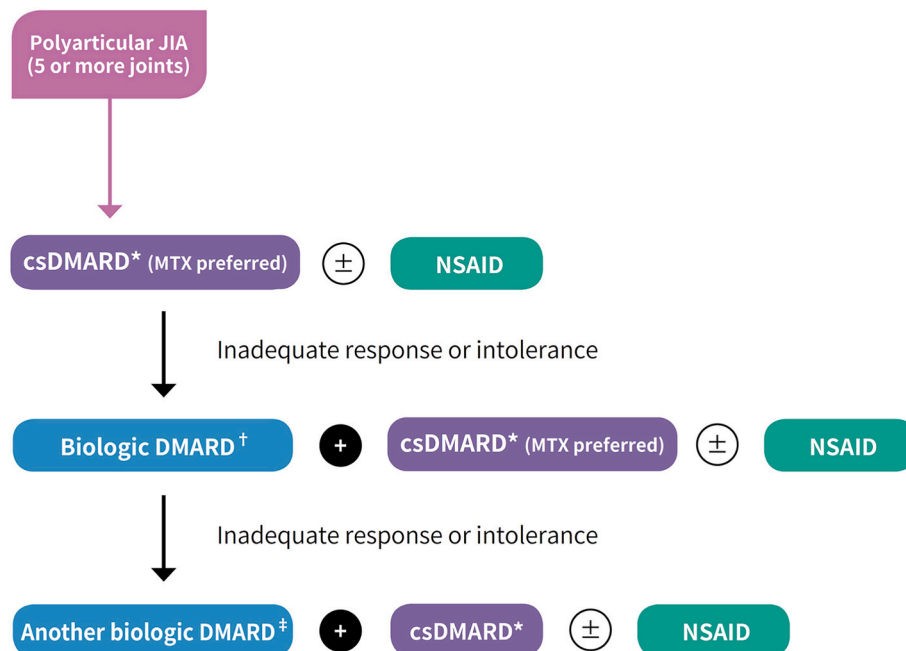 Polyarticular JIA
(5 or more joints)
csDMARD* (MTX preferred) ± NSAID
Inadequate response or intolerance
Biologic DMARD† + csDMARD* (MTX preferred) ± NSAID
Inadequate response or intolerance
Another biologic DMARD‡ + csDMARD* ± NSAID